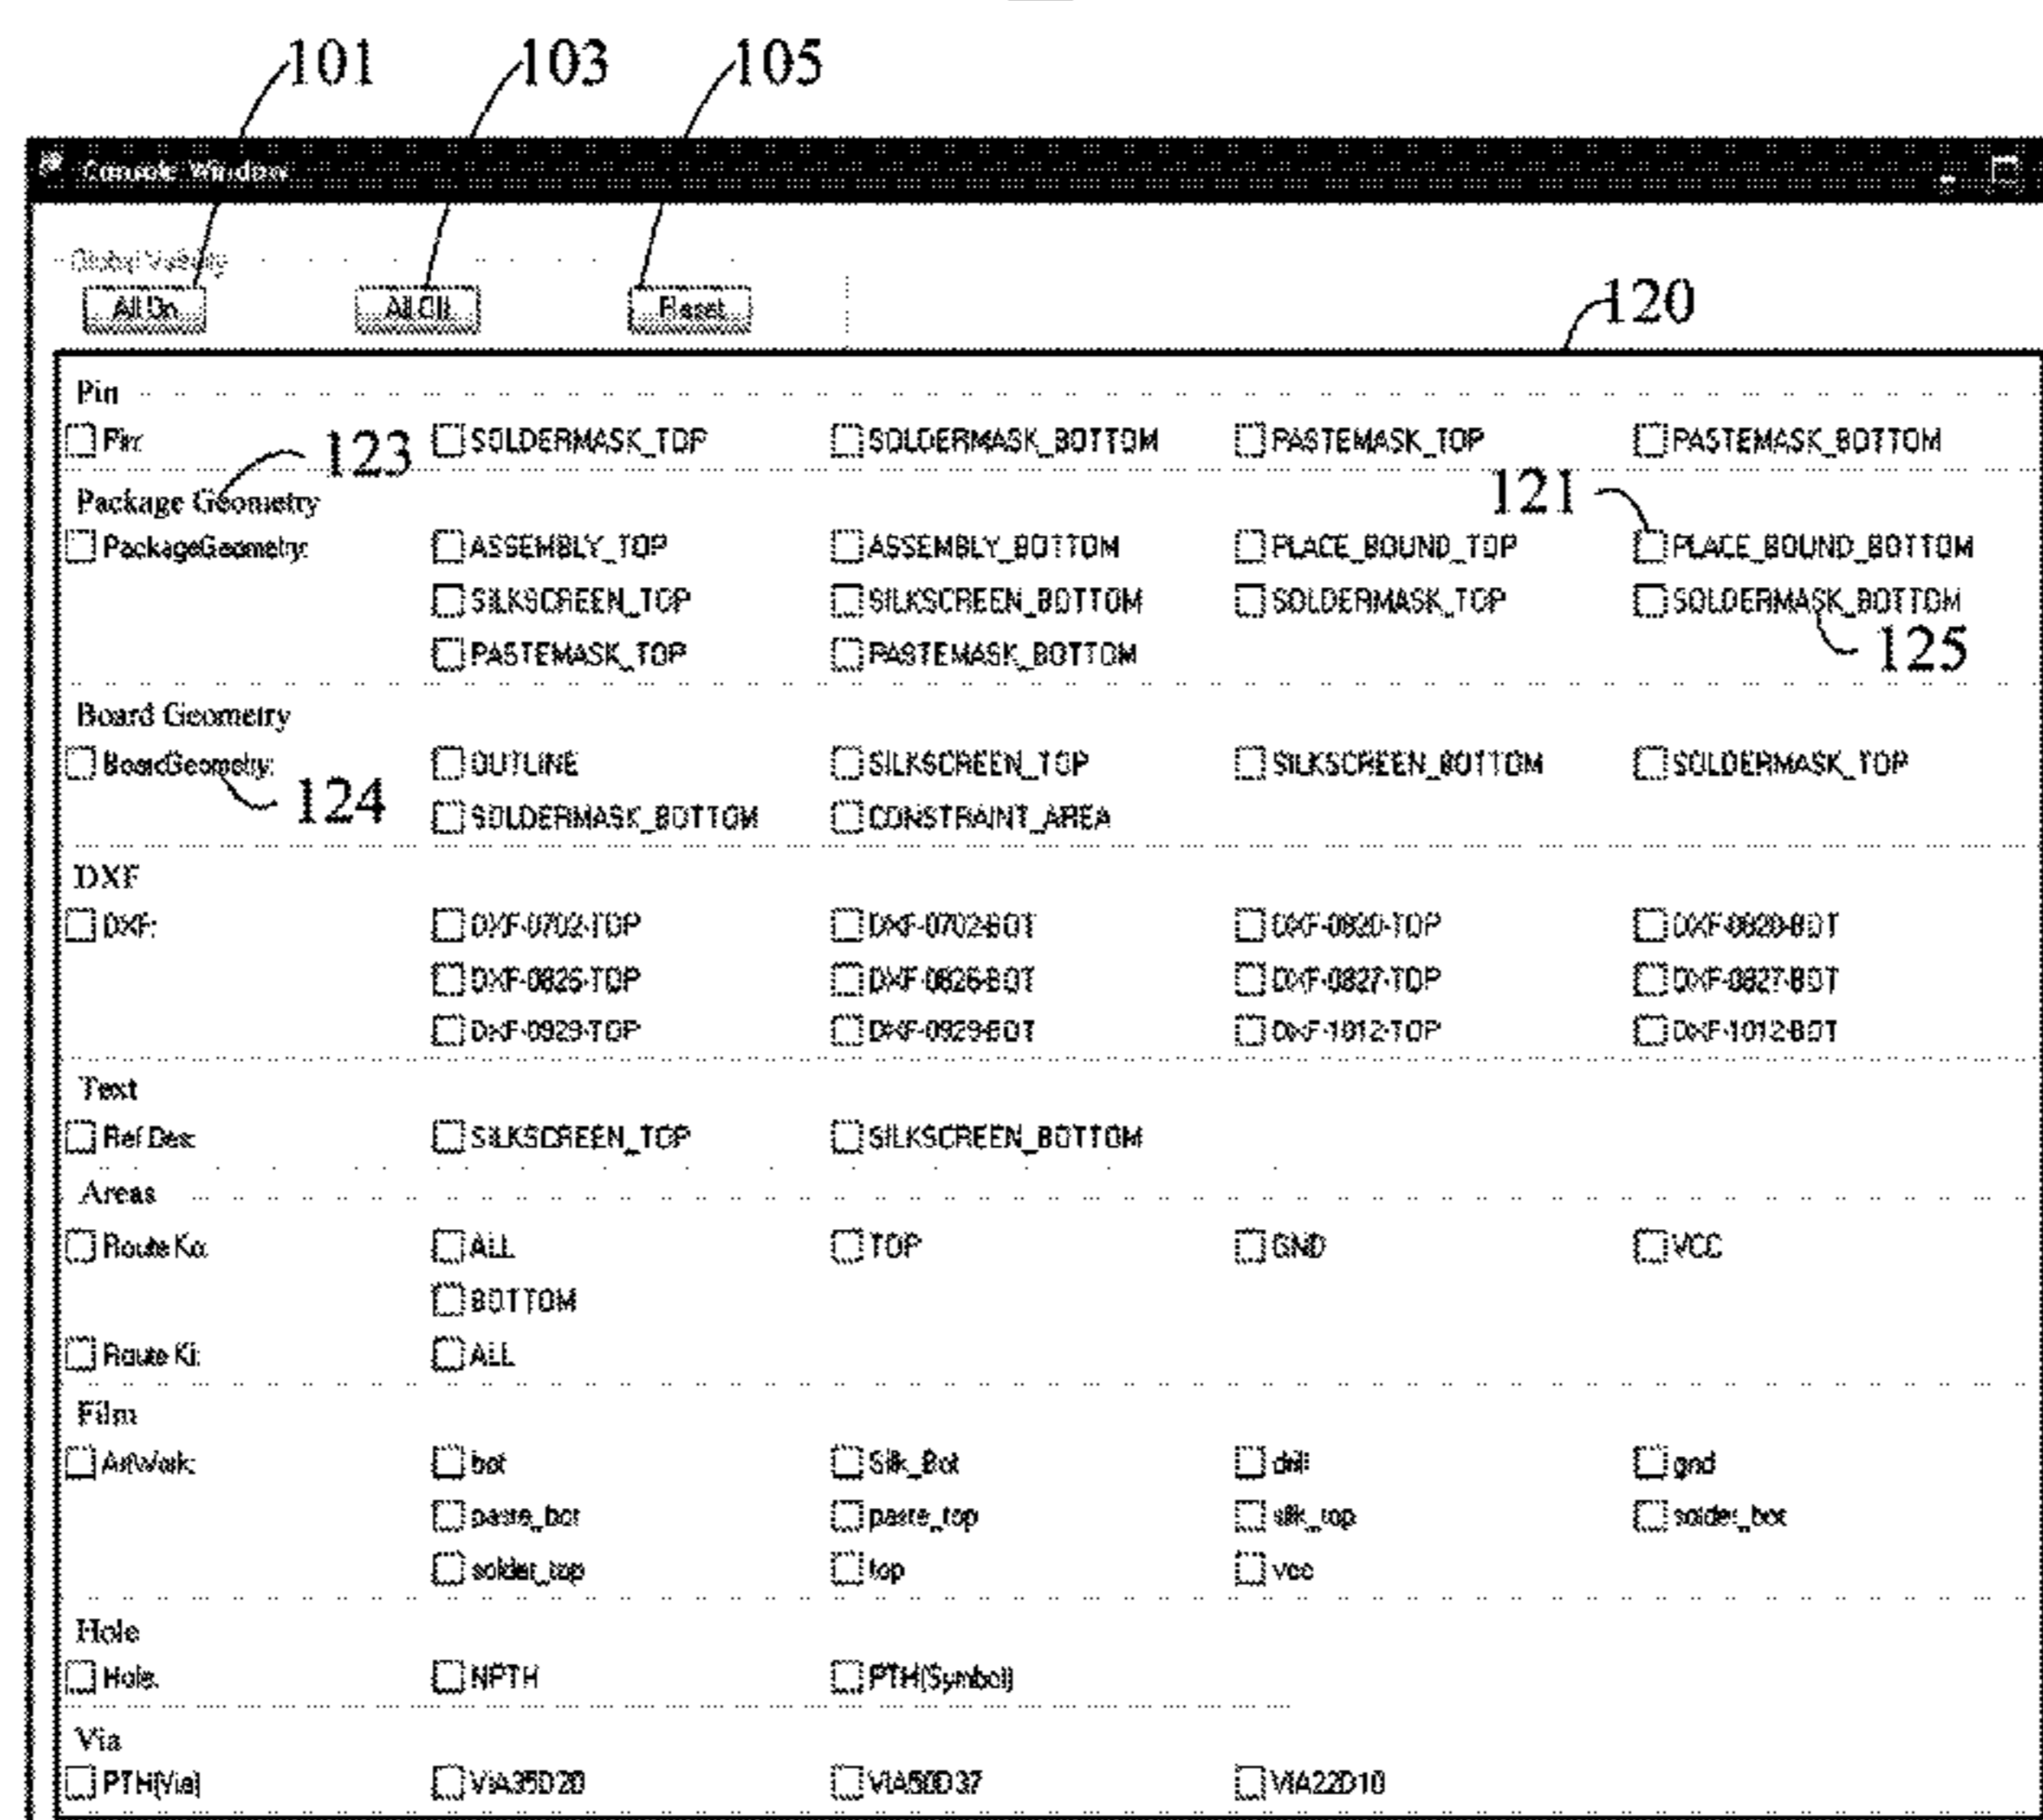 101 103 105
Console Window
Global Visibility
All On All Off Reset
120
Pin
Pin: SOLDERMASK_TOP SOLDERMASK_BOTTOM PASTEMASK_TOP PASTEMASK_BOTTOM
123
Package Geometry
121
PackageGeometry: ASSEMBLY_TOP ASSEMBLY_BOTTOM PLACE_BOUND_TOP PLACE_BOUND_BOTTOM
SILKSCREEN_TOP SILKSCREEN_BOTTOM SOLDERMASK_TOP SOLDERMASK_BOTTOM
PASTEMASK_TOP PASTEMASK_BOTTOM
125
Board Geometry
BoardGeometry: OUTLINE SILKSCREEN_TOP SILKSCREEN_BOTTOM SOLDERMASK_TOP
124
SOLDERMASK_BOTTOM CONSTRAINT_AREA
DXF
DXF: DXF-0702-TOP DXF-0702-BOT DXF-0820-TOP DXF-0820-BOT
DXF-0826-TOP DXF-0826-BOT DXF-0827-TOP DXF-0827-BOT
DXF-0929-TOP DXF-0929-BOT DXF-1012-TOP DXF-1012-BOT
Text
Ref Des: SILKSCREEN_TOP SILKSCREEN_BOTTOM
Areas
Route Ko: ALL TOP GND VCC
BOTTOM
Route Ki: ALL
Film
ArtWork: bot Silk_Bot drill gnd
paste_bot paste_top silk_top solder_bot
solder_top top vcc
Hole
Hole: NPTH PTH(Symbol)
Via
PTH(Via) VIA35D20 VIA50D37 VIA22D10